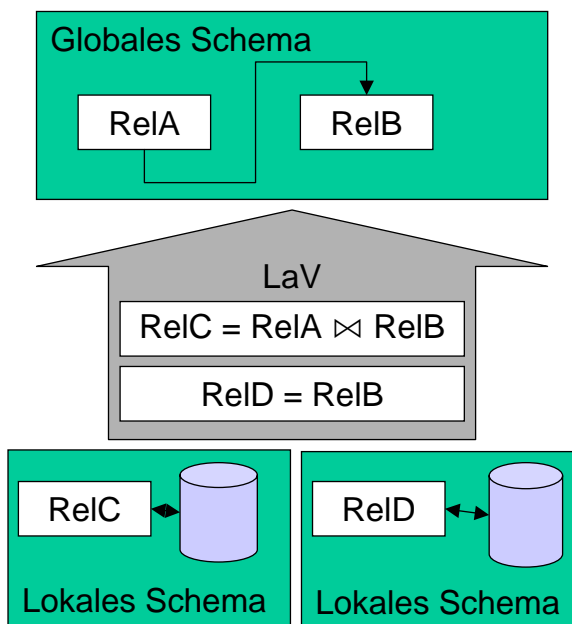 Globales Schema
RelA
RelB
LaV
RelC = RelA ⋈ RelB
RelD = RelB
RelC
Lokales Schema
RelD
Lokales Schema